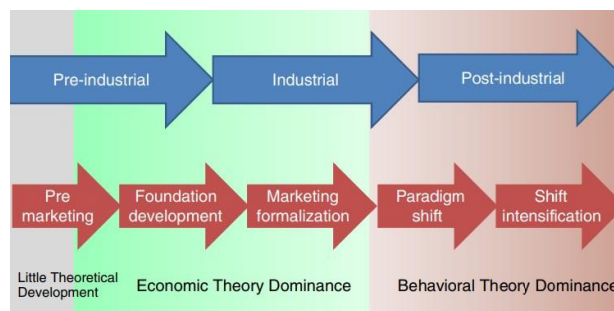 Pre-industrial
Industrial
Post-industrial
Pre
marketing
Foundation
development
Marketing
formalization
Paradigm
shift
Shift
intensification
Little Theoretical
Development
Economic Theory Dominance
Behavioral Theory Dominance